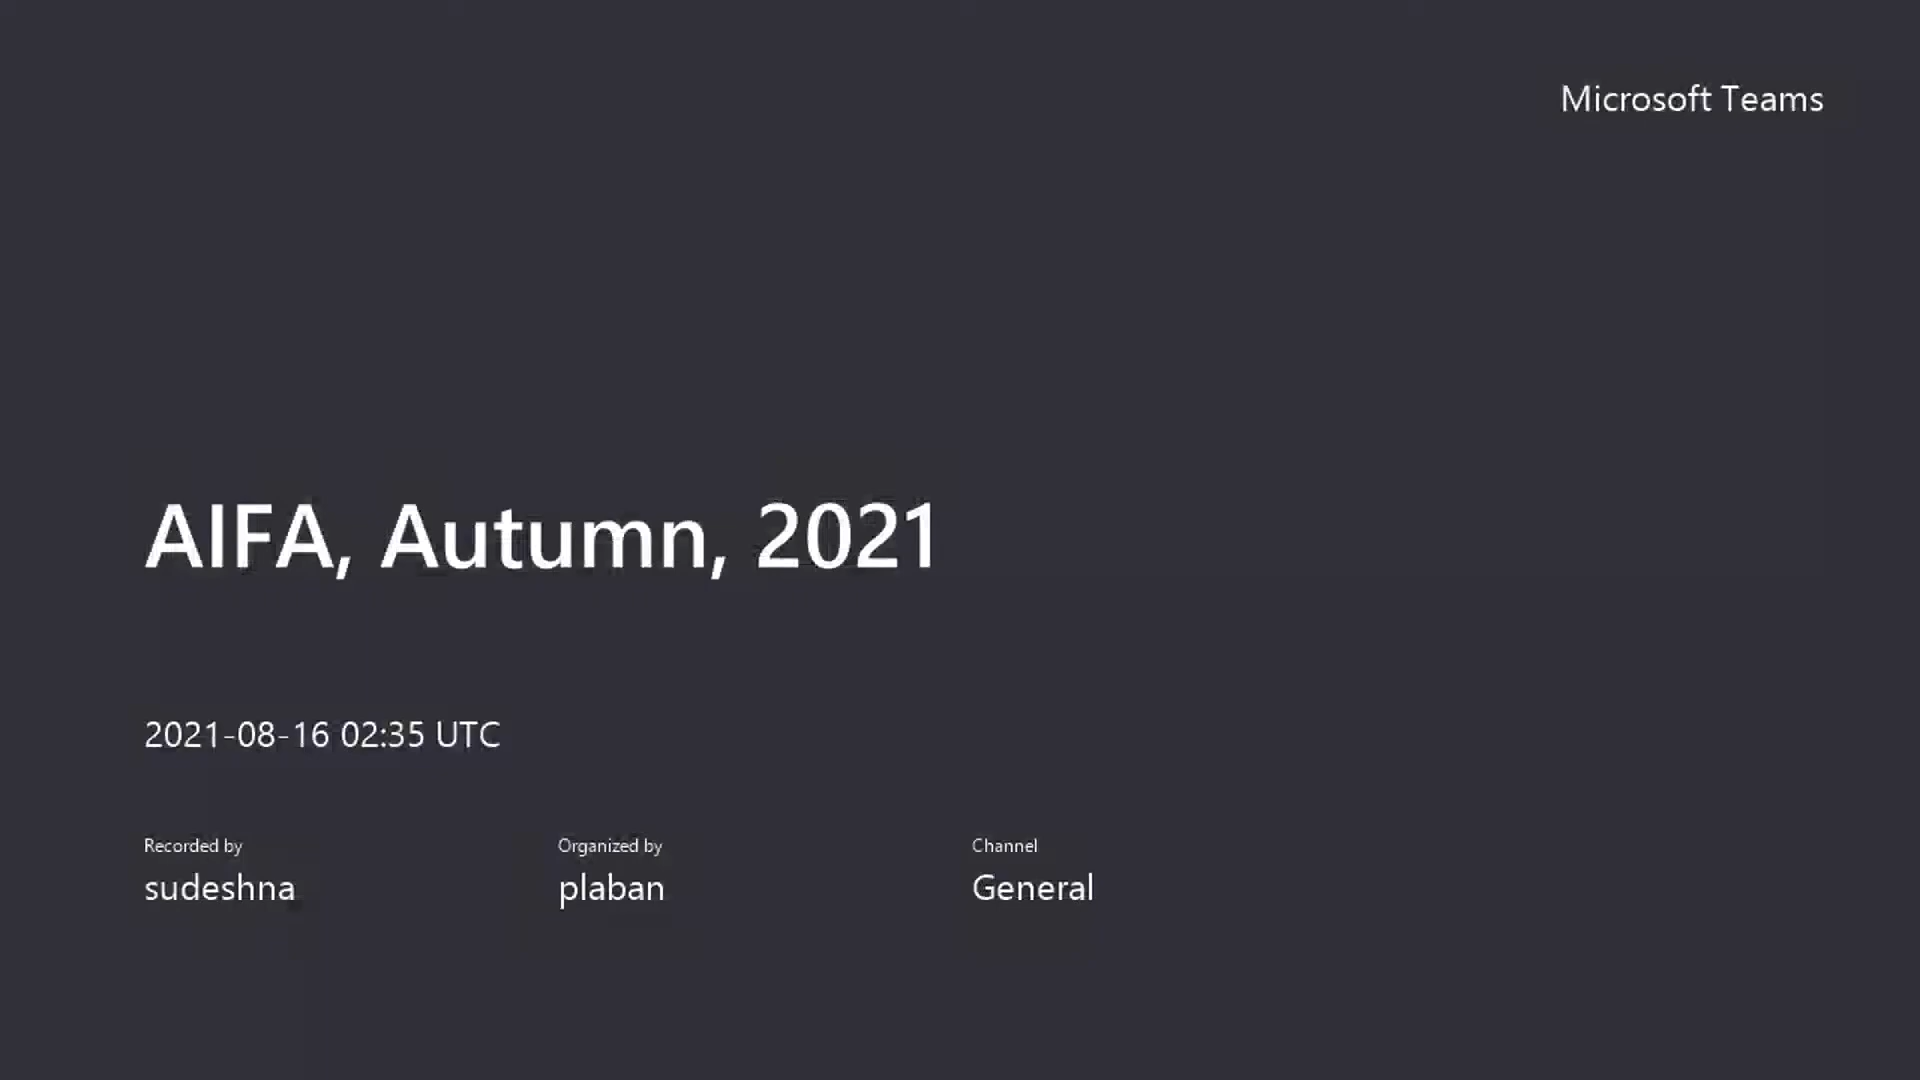 Microsoft Teams
AIFA, Autumn, 2021
2021-08-16 02:35 UTC
Recorded by
sudeshna
Organized by
plaban
Channel
General